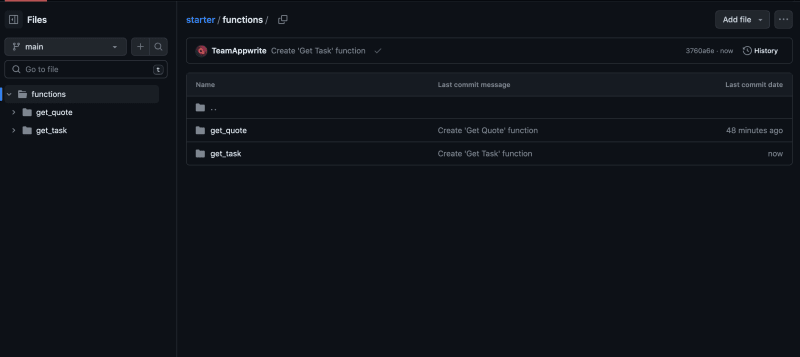 Files
main
Go to file
t
functions
get_quote
get_task
starter / functions /
Add file
TeamAppwrite Create 'Get Task' function
3760a6e · now
History
Name Last commit message Last commit date
..
get_quote Create 'Get Quote' function 48 minutes ago
get_task Create 'Get Task' function now